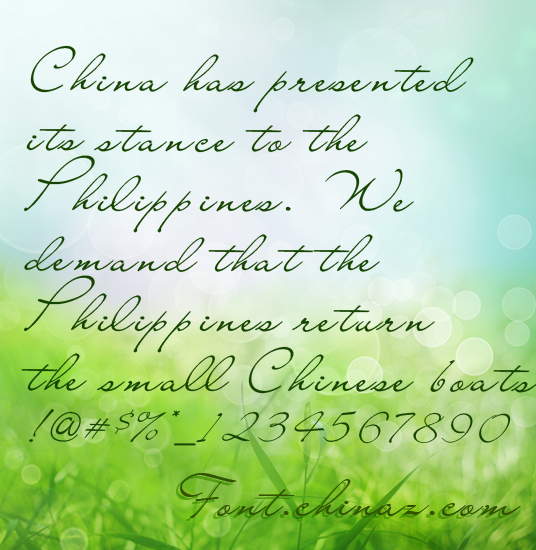 China has presented
its stance to the
Philippines. We
demand that the
Philippines return
the small Chinese boats
!@#$%*_1234567890
Font.chinaz.com